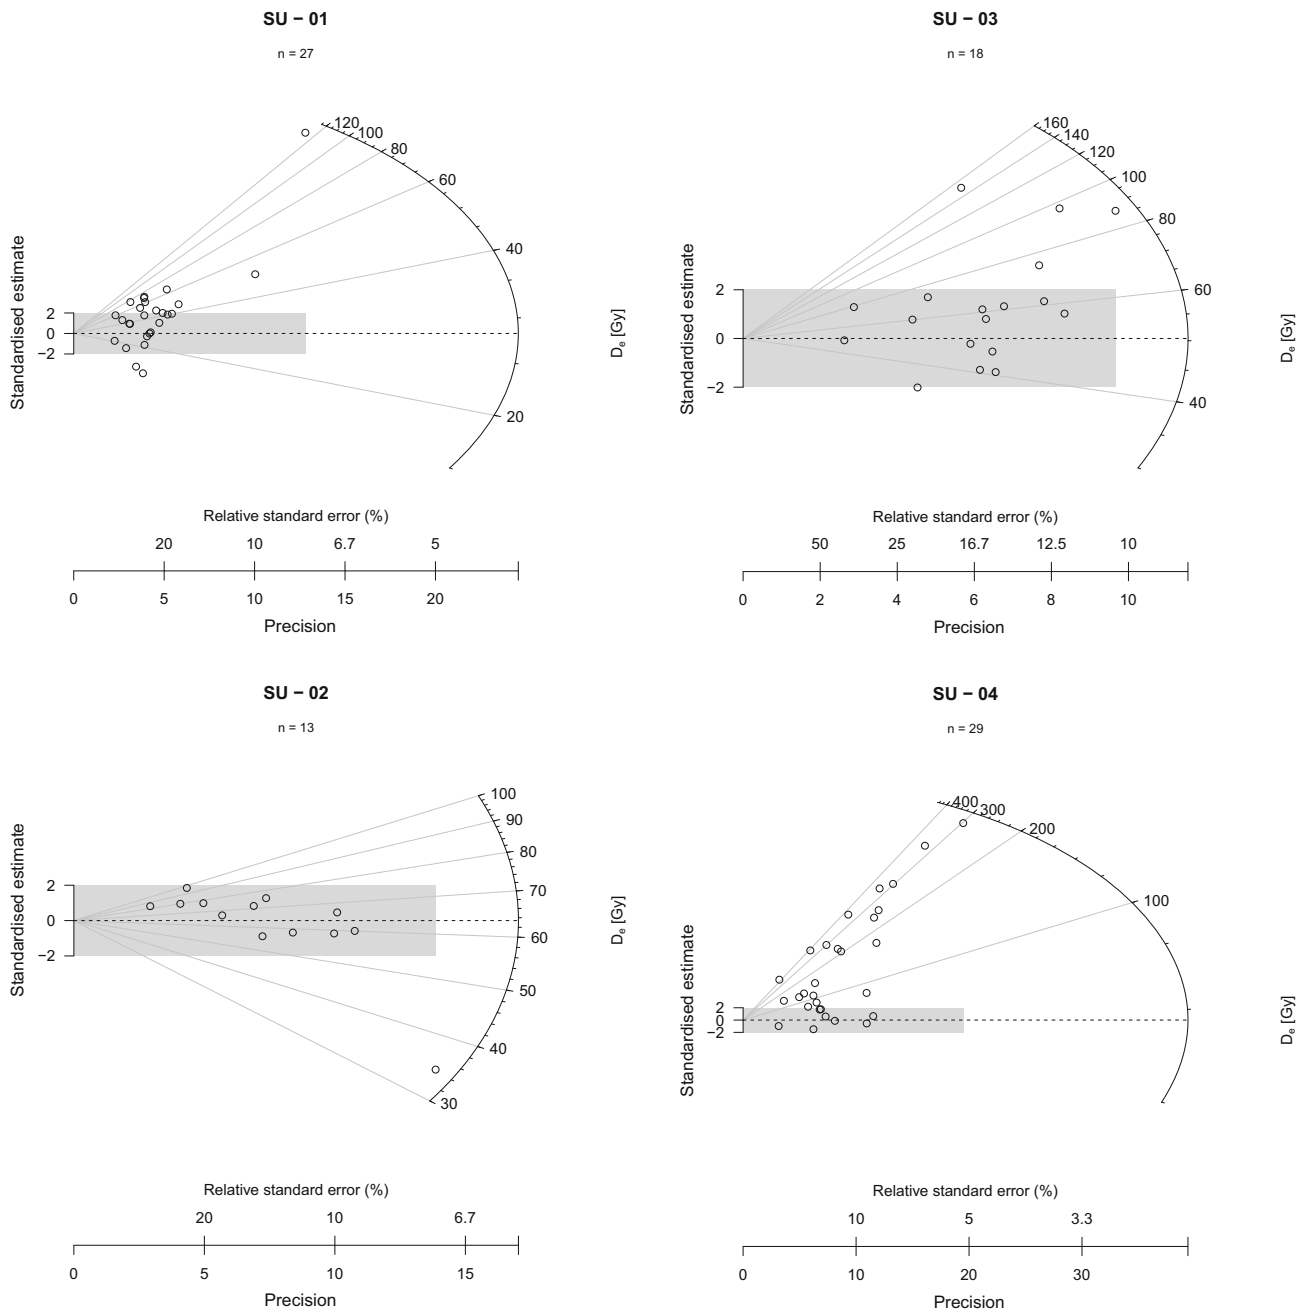 SU − 01
n = 27
120
100
80
60
40
20
Standardised estimate
2
0
−2
De [Gy]
Relative standard error (%)
20 10 6.7 5
0 5 10 15 20
Precision
SU − 03
n = 18
160
140
120
100
80
60
40
Standardised estimate
2
0
−2
De [Gy]
Relative standard error (%)
50 25 16.7 12.5 10
0 2 4 6 8 10
Precision
SU − 02
n = 13
100
90
80
70
60
50
40
30
Standardised estimate
2
0
−2
De [Gy]
Relative standard error (%)
20 10 6.7
0 5 10 15
Precision
SU − 04
n = 29
400
300
200
100
Standardised estimate
2
0
−2
De [Gy]
Relative standard error (%)
10 5 3.3
0 10 20 30
Precision